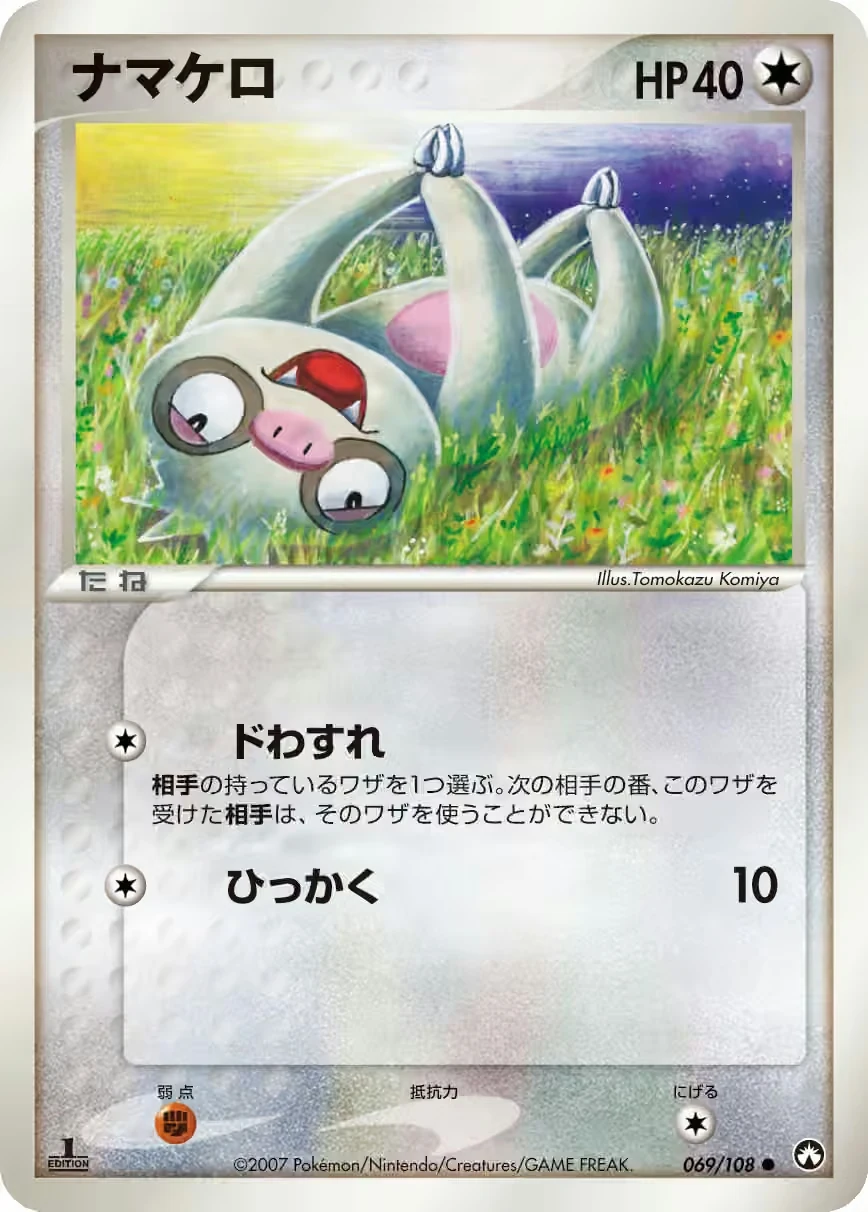 ナマケロ
HP40
たね
Illus.Tomokazu Komiya
ドわすれ
相手の持っているワザを1つ選ぶ。次の相手の番、このワザを
受けた相手は、そのワザを使うことができない。
ひっかく 10
弱点 抵抗力 にげる
1
EDITION
©2007 Pokémon/Nintendo/Creatures/GAME FREAK.
069/108 ●